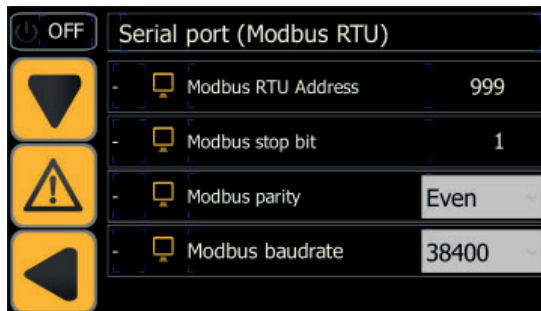 OFF
Serial port (Modbus RTU)
- Modbus RTU Address 999
- Modbus stop bit 1
- Modbus parity Even
- Modbus baudrate 38400